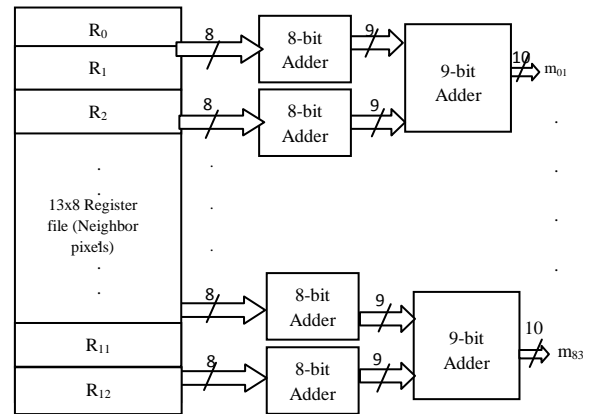 R0
R1
R2
13x8 Register
file (Neighbor
pixels)
R11
R12
8
8
8
8
8-bit
Adder
8-bit
Adder
8-bit
Adder
8-bit
Adder
9
9
9
9
9-bit
Adder
9-bit
Adder
10
m01
10
m83